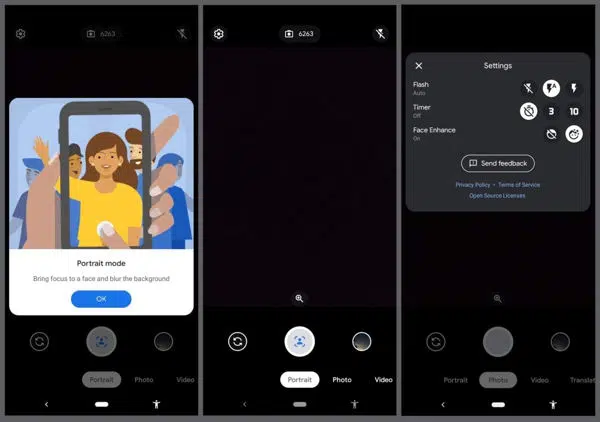 6263
Portrait mode
Bring focus to a face and blur the background
OK
Portrait
Photo
Video
6263
Portrait
Photo
Video
Settings
Flash
Auto
A
Timer
Off
3
10
Face Enhance
On
Send feedback
Privacy Policy • Terms of Service
Open Source Licenses
Portrait
Photo
Video
Translat